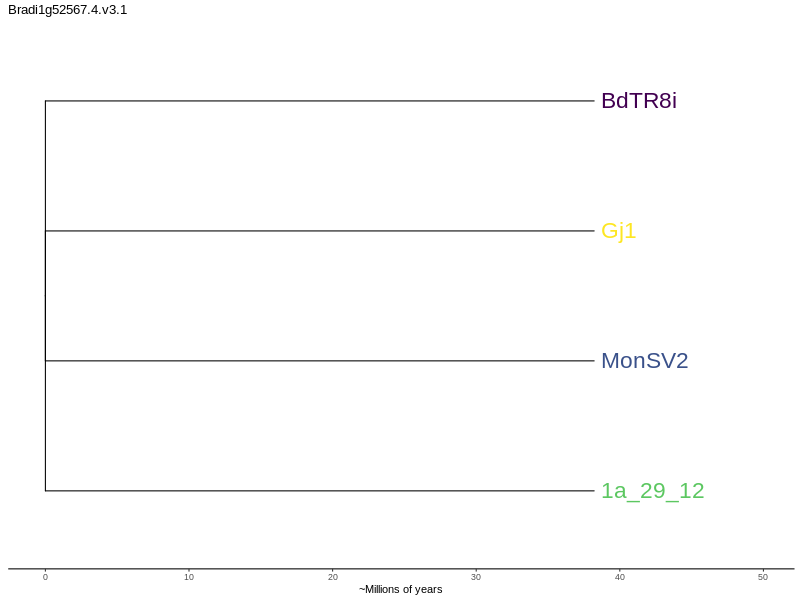 Bradi1g52567.4.v3.1
BdTR8i
Gj1
MonSV2
1a_29_12
0 10 20 30 40 50
~Millions of years